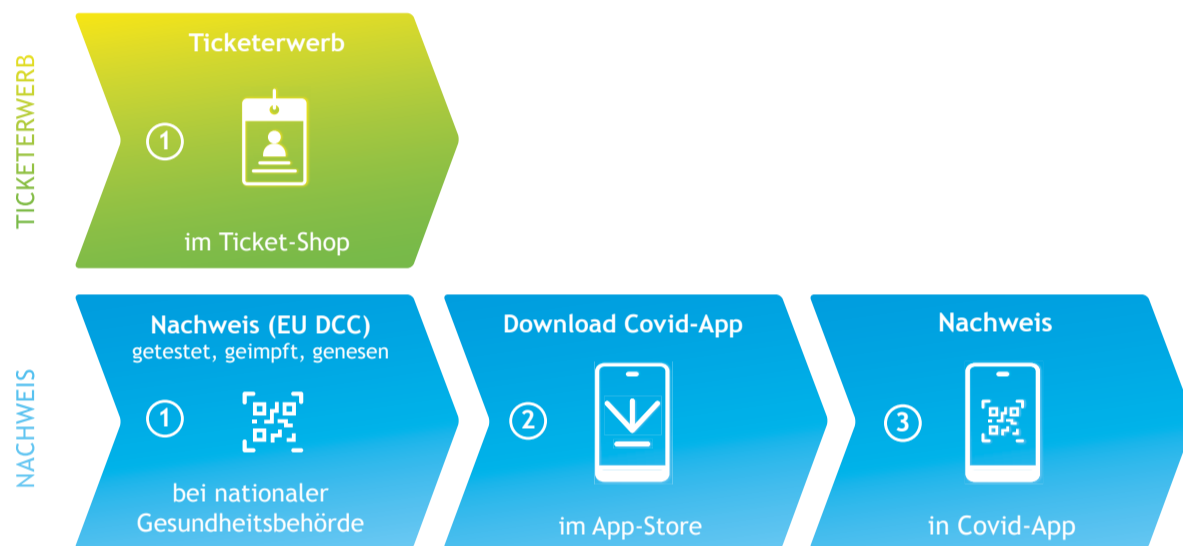 TICKETERWERB
Ticketerwerb
1
im Ticket-Shop
NACHWEIS
Nachweis (EU DCC)
getestet, geimpft, genesen
1
bei nationaler
Gesundheitsbehörde
Download Covid-App
2
im App-Store
Nachweis
3
in Covid-App